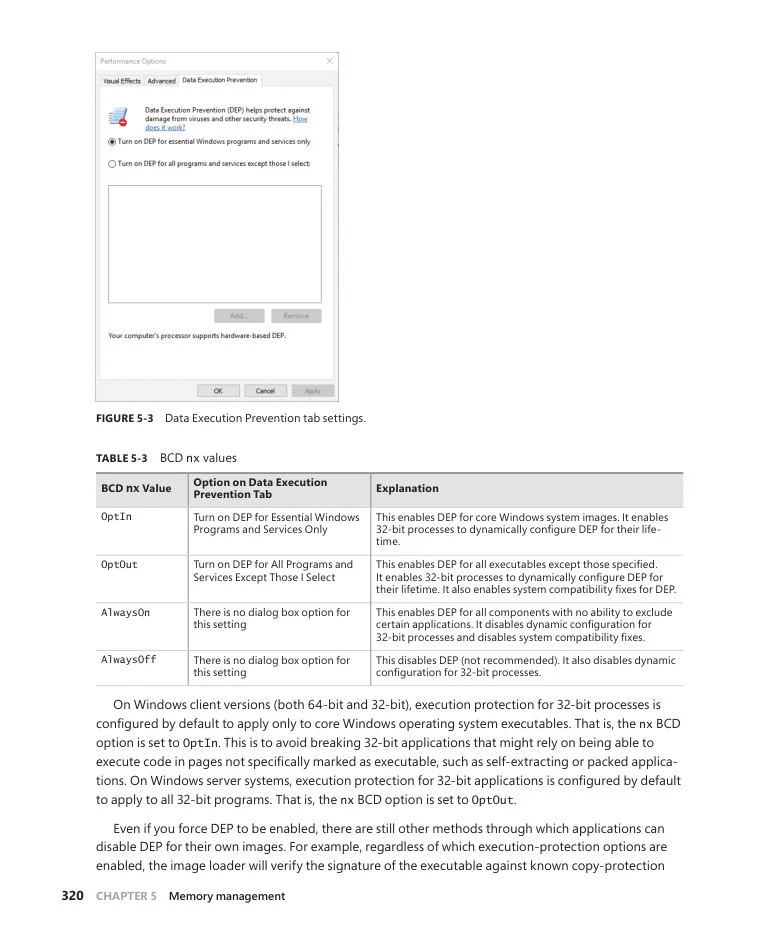 Performance Options
Visual Effects Advanced Data Execution Prevention
Data Execution Prevention (DEP) helps protect against
damage from viruses and other security threats. How
does it work?
Turn on DEP for essential Windows programs and services only
Turn on DEP for all programs and services except those I select:
Add... Remove
Your computer's processor supports hardware-based DEP.
OK Cancel Apply
FIGURE 5-3 Data Execution Prevention tab settings.
TABLE 5-3 BCD nx values
BCD nx Value
Option on Data Execution
Prevention Tab
Explanation
OptIn
Turn on DEP for Essential Windows
Programs and Services Only
This enables DEP for core Windows system images. It enables
32-bit processes to dynamically configure DEP for their life-
time.
OptOut
Turn on DEP for All Programs and
Services Except Those I Select
This enables DEP for all executables except those specified.
It enables 32-bit processes to dynamically configure DEP for
their lifetime. It also enables system compatibility fixes for DEP.
AlwaysOn
There is no dialog box option for
this setting
This enables DEP for all components with no ability to exclude
certain applications. It disables dynamic configuration for
32-bit processes and disables system compatibility fixes.
AlwaysOff
There is no dialog box option for
this setting
This disables DEP (not recommended). It also disables dynamic
configuration for 32-bit processes.
On Windows client versions (both 64-bit and 32-bit), execution protection for 32-bit processes is
configured by default to apply only to core Windows operating system executables. That is, the nx BCD
option is set to OptIn. This is to avoid breaking 32-bit applications that might rely on being able to
execute code in pages not specifically marked as executable, such as self-extracting or packed applica-
tions. On Windows server systems, execution protection for 32-bit applications is configured by default
to apply to all 32-bit programs. That is, the nx BCD option is set to OptOut.
Even if you force DEP to be enabled, there are still other methods through which applications can
disable DEP for their own images. For example, regardless of which execution-protection options are
enabled, the image loader will verify the signature of the executable against known copy-protection
320 CHAPTER 5 Memory management